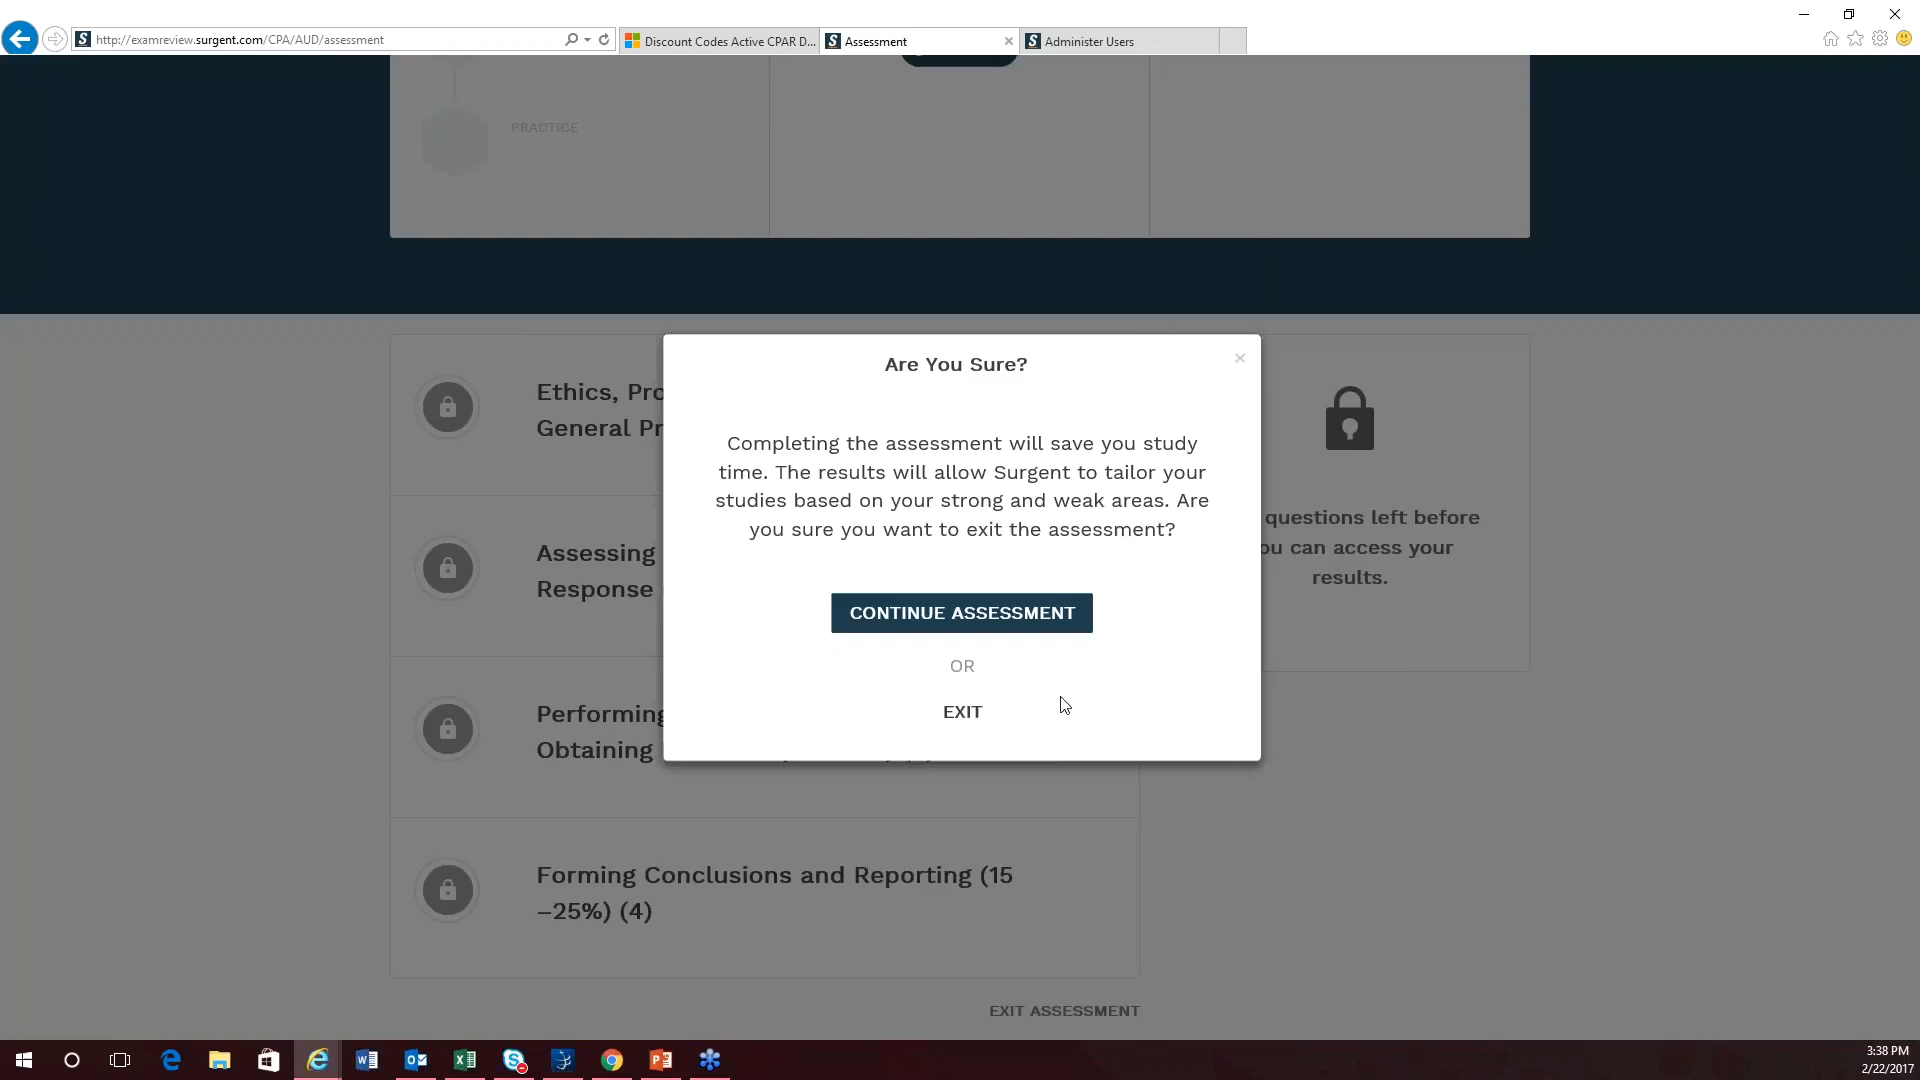 http://examreview.surgent.com/CPA/AUD/assessment
Discount Codes Active CPAR D...
Assessment
Administer Users
PRACTICE
Are You Sure?
Completing the assessment will save you study
time. The results will allow Surgent to tailor your
studies based on your strong and weak areas. Are
you sure you want to exit the assessment?
CONTINUE ASSESSMENT
OR
EXIT
Ethics,
General
Assessing
Response
Performing
Obtaining
Forming Conclusions and Reporting (15
–25%) (4)
questions left before
can access your
results.
EXIT ASSESSMENT
3:38 PM
2/22/2017